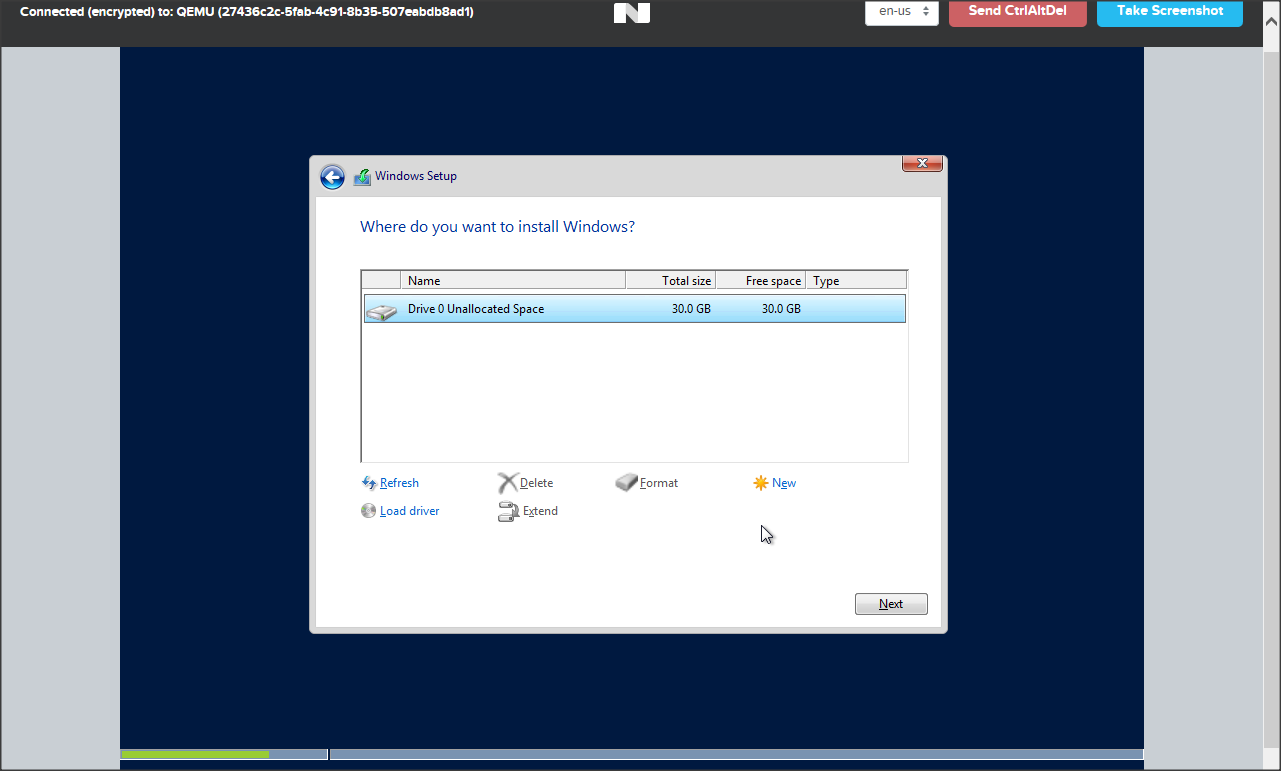 Connected (encrypted) to: QEMU (27436c2c-5fab-4c91-8b35-507eabdb8ad1)
en-us
Send CtrlAltDel
Take Screenshot
Windows Setup
Where do you want to install Windows?
Name Total size Free space Type
Drive 0 Unallocated Space 30.0 GB 30.0 GB
Refresh Delete Format New
Load driver Extend
Next